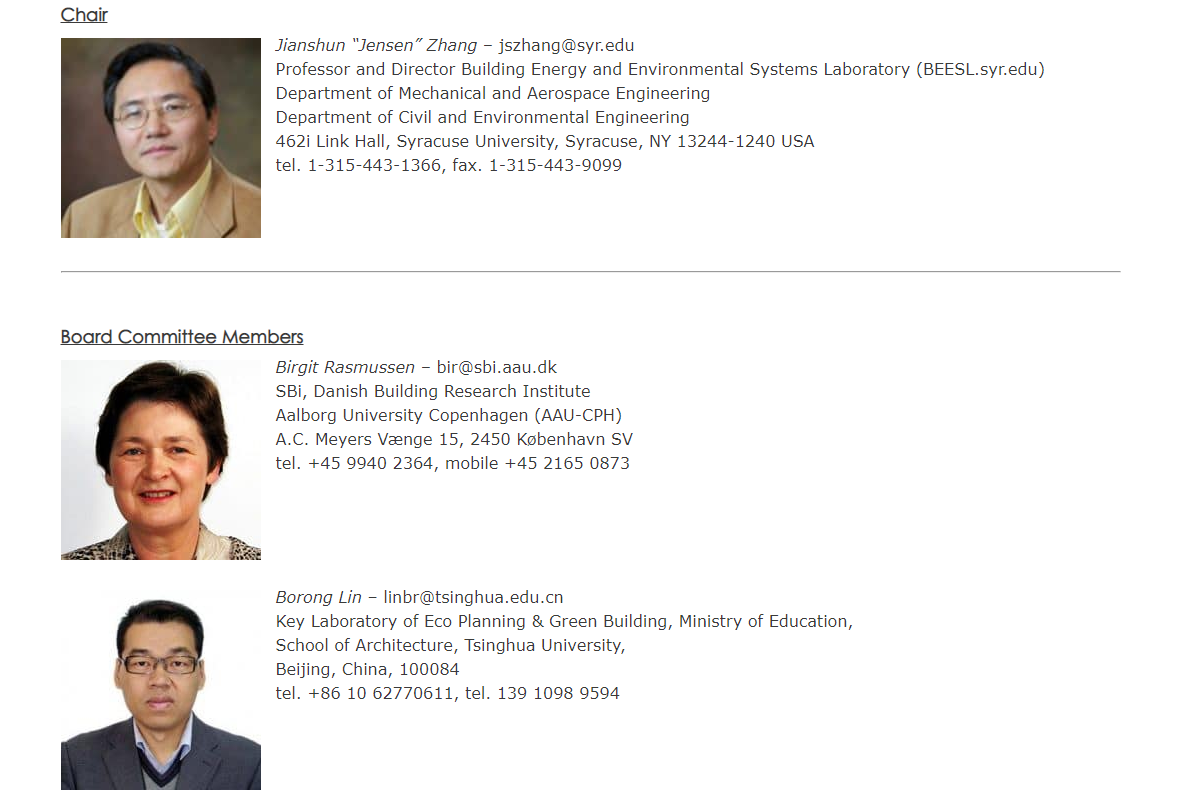 Chair
Jianshun “Jensen” Zhang – jszhang@syr.edu
Professor and Director Building Energy and Environmental Systems Laboratory (BEESL.syr.edu)
Department of Mechanical and Aerospace Engineering
Department of Civil and Environmental Engineering
462i Link Hall, Syracuse University, Syracuse, NY 13244-1240 USA
tel. 1-315-443-1366, fax. 1-315-443-9099
Board Committee Members
Birgit Rasmussen – bir@sbi.aau.dk
SBi, Danish Building Research Institute
Aalborg University Copenhagen (AAU-CPH)
A.C. Meyers Vænge 15, 2450 København SV
tel. +45 9940 2364, mobile +45 2165 0873
Borong Lin – linbr@tsinghua.edu.cn
Key Laboratory of Eco Planning & Green Building, Ministry of Education,
School of Architecture, Tsinghua University,
Beijing, China, 100084
tel. +86 10 62770611, tel. 139 1098 9594